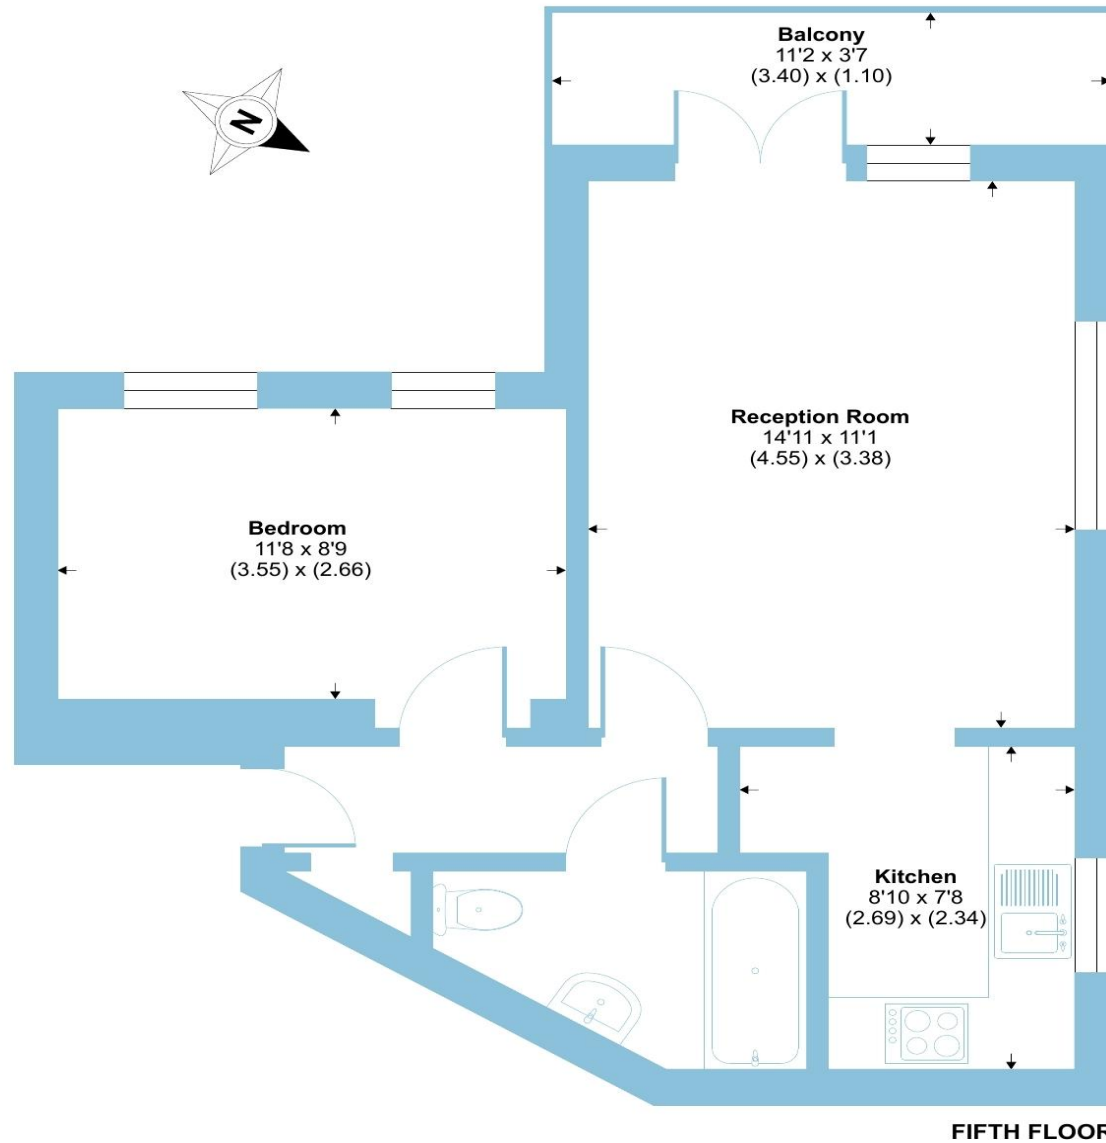 Balcony
11'2 x 3'7
(3.40) x (1.10)
N
Reception Room
14'11 x 11'1
(4.55) x (3.38)
Bedroom
11'8 x 8'9
(3.55) x (2.66)
Kitchen
8'10 x 7'8
(2.69) x (2.34)
FIFTH FLOOR